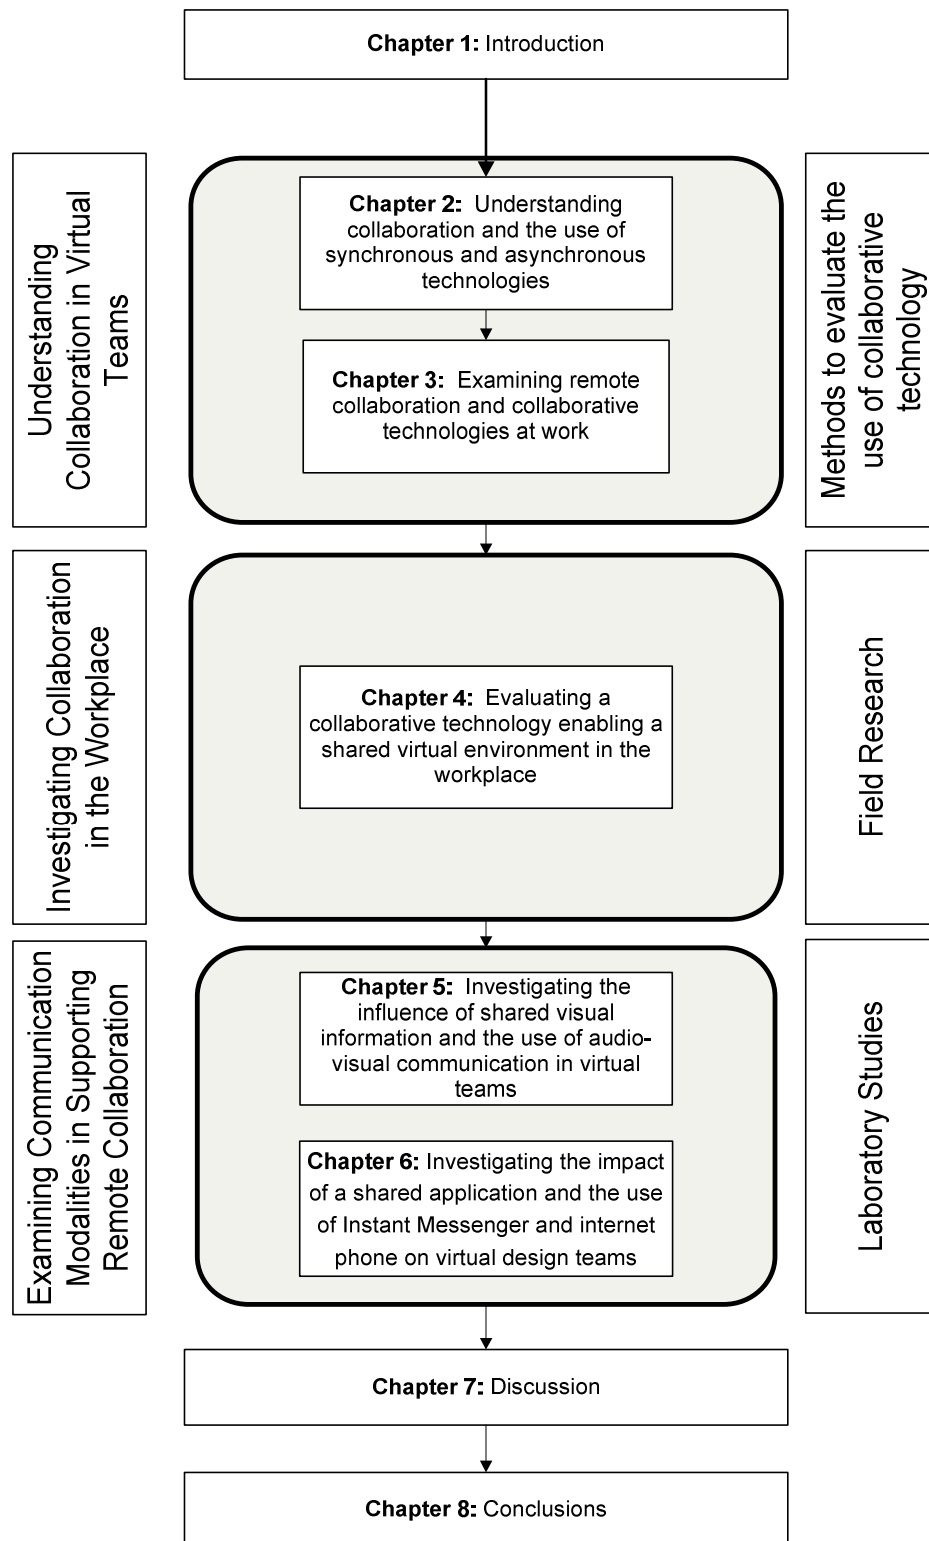 Chapter 1: Introduction
Understanding
Collaboration in Virtual
Teams
Chapter 2: Understanding
collaboration and the use of
synchronous and asynchronous
technologies
Chapter 3: Examining remote
collaboration and collaborative
technologies at work
Methods to evaluate the
use of collaborative
technology
Investigating Collaboration
in the Workplace
Chapter 4: Evaluating a
collaborative technology enabling a
shared virtual environment in the
workplace
Field Research
Examining Communication
Modalities in Supporting
Remote Collaboration
Chapter 5: Investigating the
influence of shared visual
information and the use of audio-
visual communication in virtual
teams
Chapter 6: Investigating the impact
of a shared application and the use
of Instant Messenger and internet
phone on virtual design teams
Laboratory Studies
Chapter 7: Discussion
Chapter 8: Conclusions